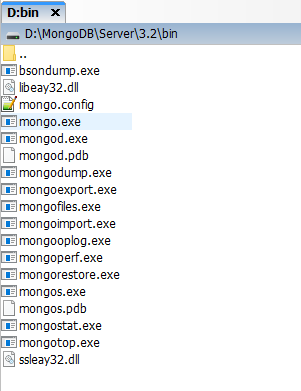 D:bin
D:\MongoDB\Server\3.2\bin
..
bsondump.exe
libeay32.dll
mongo.config
mongo.exe
mongod.exe
mongod.pdb
mongodump.exe
mongoexport.exe
mongofiles.exe
mongoimport.exe
mongooplog.exe
mongoperf.exe
mongorestore.exe
mongos.exe
mongos.pdb
mongostat.exe
mongotop.exe
ssleay32.dll